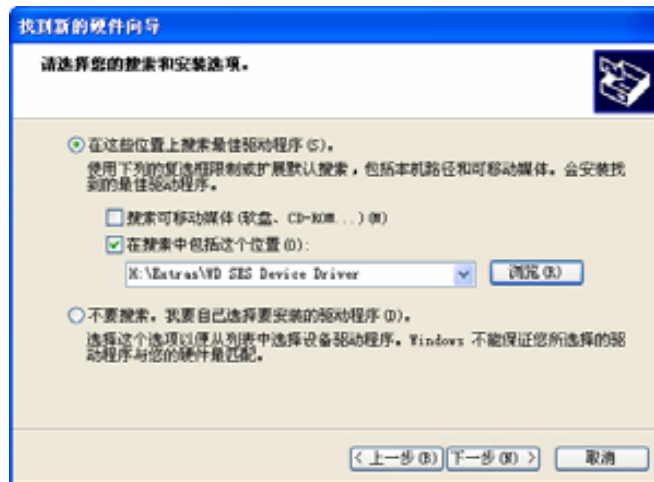 找到新的硬件向导
请选择您的搜索和安装选项。
在这些位置上搜索最佳驱动程序(S)。
使用下列的复选框限制或扩展默认搜索，包括本机路径和可移动媒体。会安装找
到的最佳驱动程序。
搜索可移动媒体(软盘、CD-ROM...)(M)
在搜索中包括这个位置(O):
X:\Extras\WD SES Device Driver
浏览(R)
不要搜索。我要自己选择要安装的驱动程序(D)。
选择这个选项以便从列表中选择设备驱动程序。Windows 不能保证您所选择的驱
动程序与您的硬件最匹配。
< 上一步(B)
下一步(N) >
取消